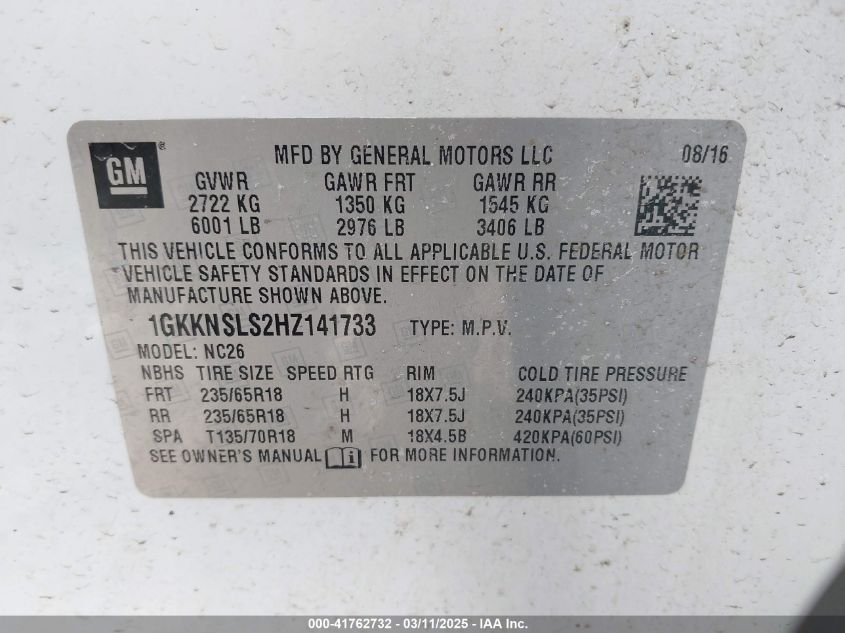 GM ®
MFD BY GENERAL MOTORS LLC 08/16
GVWR GAWR FRT GAWR RR
2722 KG 1350 KG 1545 KG
6001 LB 2976 LB 3406 LB
THIS VEHICLE CONFORMS TO ALL APPLICABLE U.S. FEDERAL MOTOR
VEHICLE SAFETY STANDARDS IN EFFECT ON THE DATE OF
MANUFACTURE SHOWN ABOVE.
1GKKNSLS2HZ141733 TYPE: M.P.V.
MODEL: NC26
NBHS TIRE SIZE SPEED RTG RIM COLD TIRE PRESSURE
FRT 235/65R18 H 18X7.5J 240KPA(35PSI)
RR 235/65R18 H 18X7.5J 240KPA(35PSI)
SPA T135/70R18 M 18X4.5B 420KPA(60PSI)
SEE OWNER'S MANUAL FOR MORE INFORMATION.
000-41762732 - 03/11/2025 - IAA Inc.